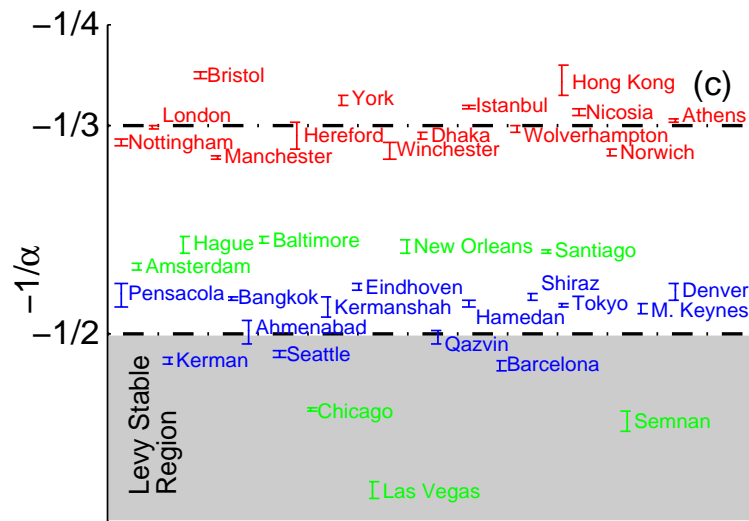 −1/4
Bristol
Hong Kong
(c)
York
Istanbul
Nicosia
London
Athens
−1/3
Hereford
Dhaka
Wolverhampton
Nottingham
Manchester
Winchester
Norwich
−1/α
Hague
Baltimore
New Orleans
Santiago
Amsterdam
Pensacola
Bangkok
Eindhoven
Shiraz
Denver
Kermanshah
Tokyo
M. Keynes
Hamedan
−1/2
Ahmenabad
Qazvin
Kerman
Seattle
Barcelona
Chicago
Semnan
Levy Stable
Region
Las Vegas